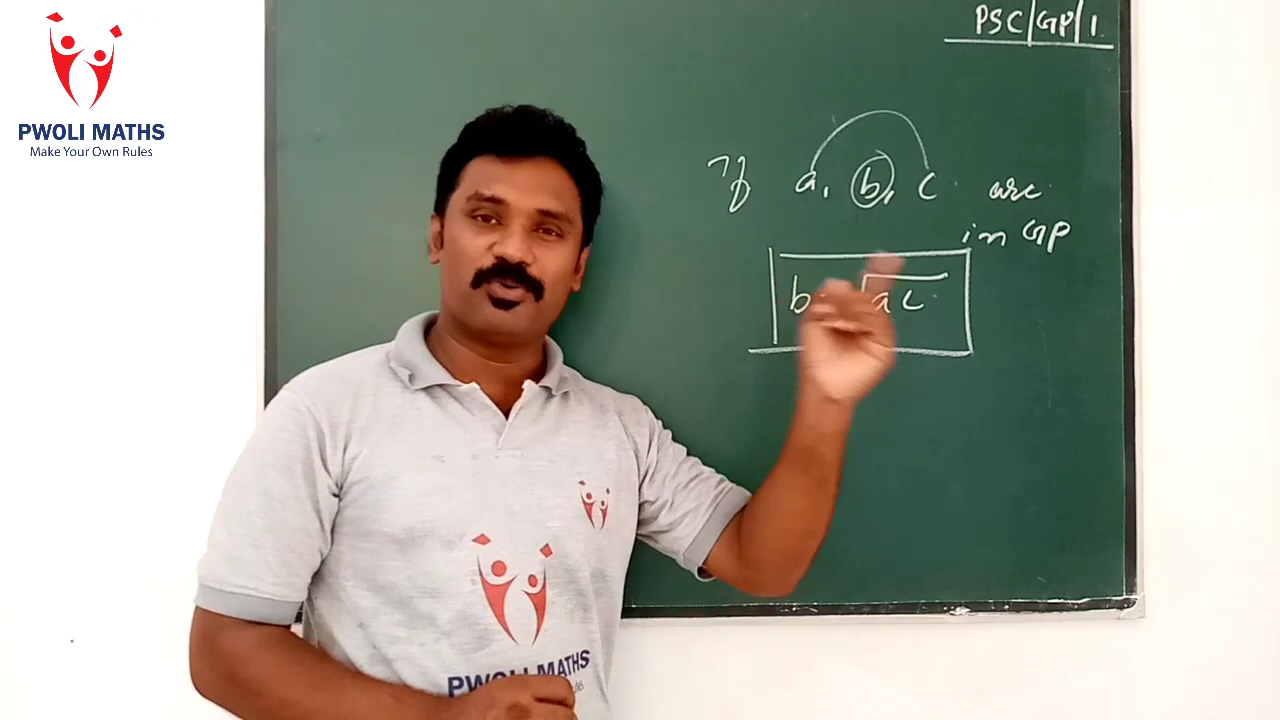 PWOLI MATHS
Make Your Own Rules
PSC/GP/1.
If a, b, c are
in GP
b √ac
PWOLI MATHS